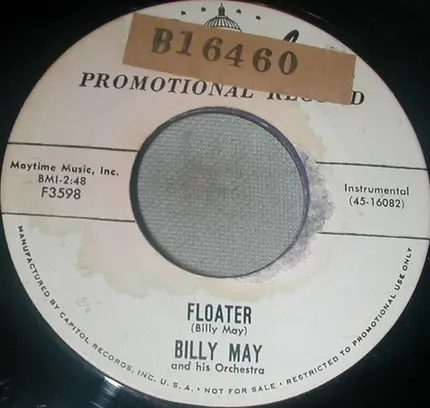 B16460
PROMOTIONAL
Maytime Music, Inc.
BMI-2:48
F3598
Instrumental
(45-16082)
FLOATER
(Billy May)
BILLY MAY
and his Orchestra
MANUFACTURED BY CAPITOL RECORDS, INC. U. S. A. • NOT FOR SALE • RESTRICTED TO PROMOTIONAL USE ONLY